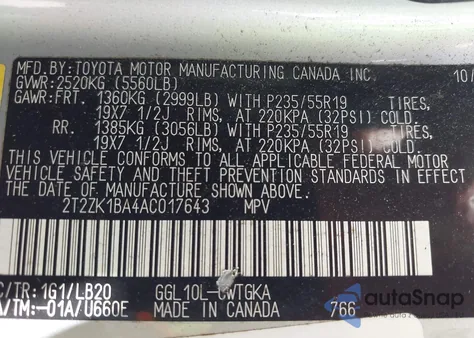 MFD.BY:TOYOTA MOTOR MANUFACTURING CANADA INC. 10/
GVWR:2520KG (5560LB)
GAWR:FRT. 1360KG (2999LB) WITH P235/55R19 TIRES,
19X7 1/2J RIMS, AT 220KPA (32PSI) COLD.
RR. 1385KG (3056LB) WITH P235/55R19 TIRES,
19X7 1/2J RIMS, AT 220KPA (32PSI) COLD.
THIS VEHICLE CONFORMS TO ALL APPLICABLE FEDERAL MOTOR
VEHICLE SAFETY AND THEFT PREVENTION STANDARDS IN EFFECT ON
THE DATE OF MANUFACTURE SHOWN ABOVE.
2T2ZK1BA4AC017643 MPV
C/TR:1G1/LB20 GGL10L-CWTGKA
A/TM:-01A/U660E MADE IN CANADA 766
autoSnap